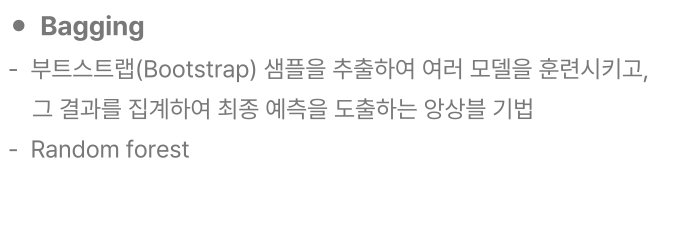 ● Bagging
- 부트스트랩(Bootstrap) 샘플을 추출하여 여러 모델을 훈련시키고,
그 결과를 집계하여 최종 예측을 도출하는 앙상블 기법
- Random forest